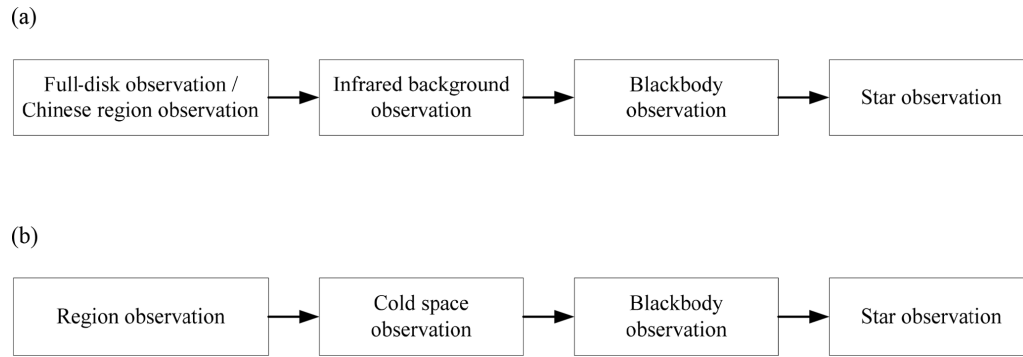 (a)
Full-disk observation /
Chinese region observation
Infrared background
observation
Blackbody
observation
Star observation
(b)
Region observation
Cold space
observation
Blackbody
observation
Star observation